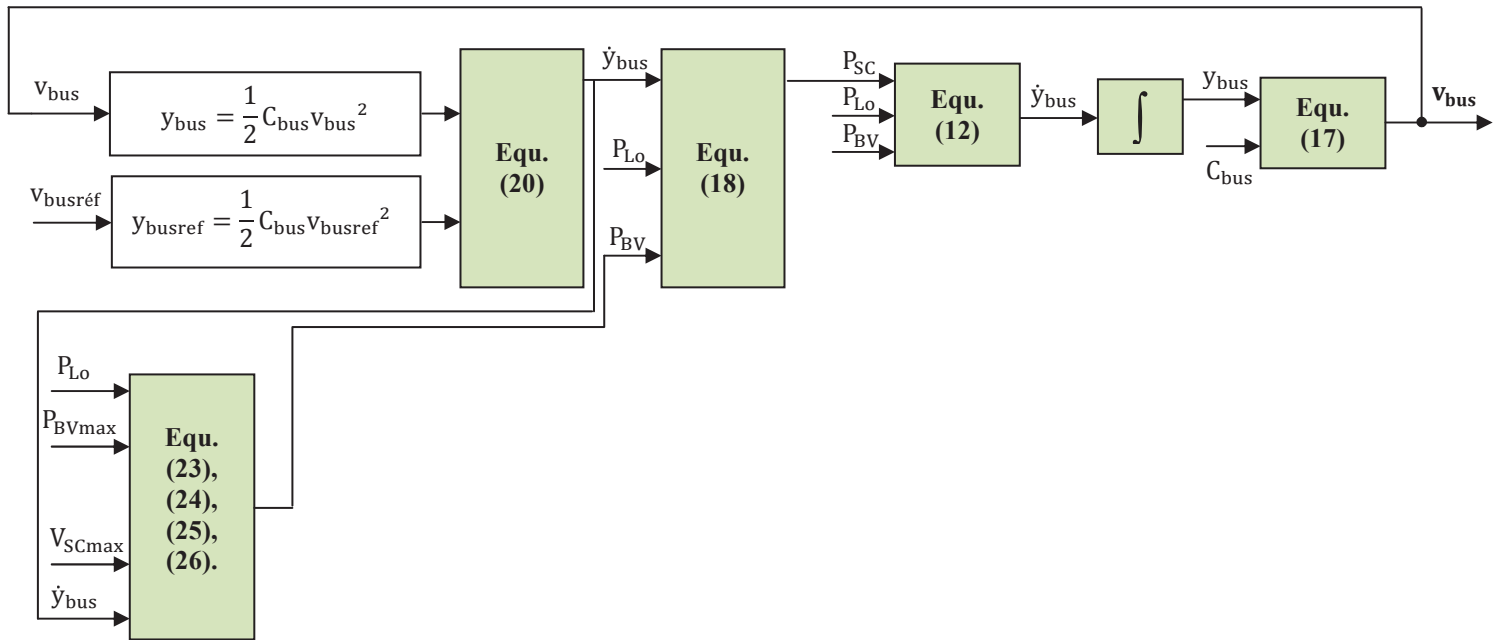 v_bus
y_bus = 1/2 C_bus v_bus²
v_busréf
y_busref = 1/2 C_bus v_busref²
Equ.
(20)
ẏ_bus
P_Lo
P_BV
Equ.
(18)
P_SC
P_Lo
P_BV
Equ.
(12)
ẏ_bus
∫
y_bus
C_bus
Equ.
(17)
v_bus
P_Lo
P_BVmax
V_SCmax
ẏ_bus
Equ.
(23),
(24),
(25),
(26).